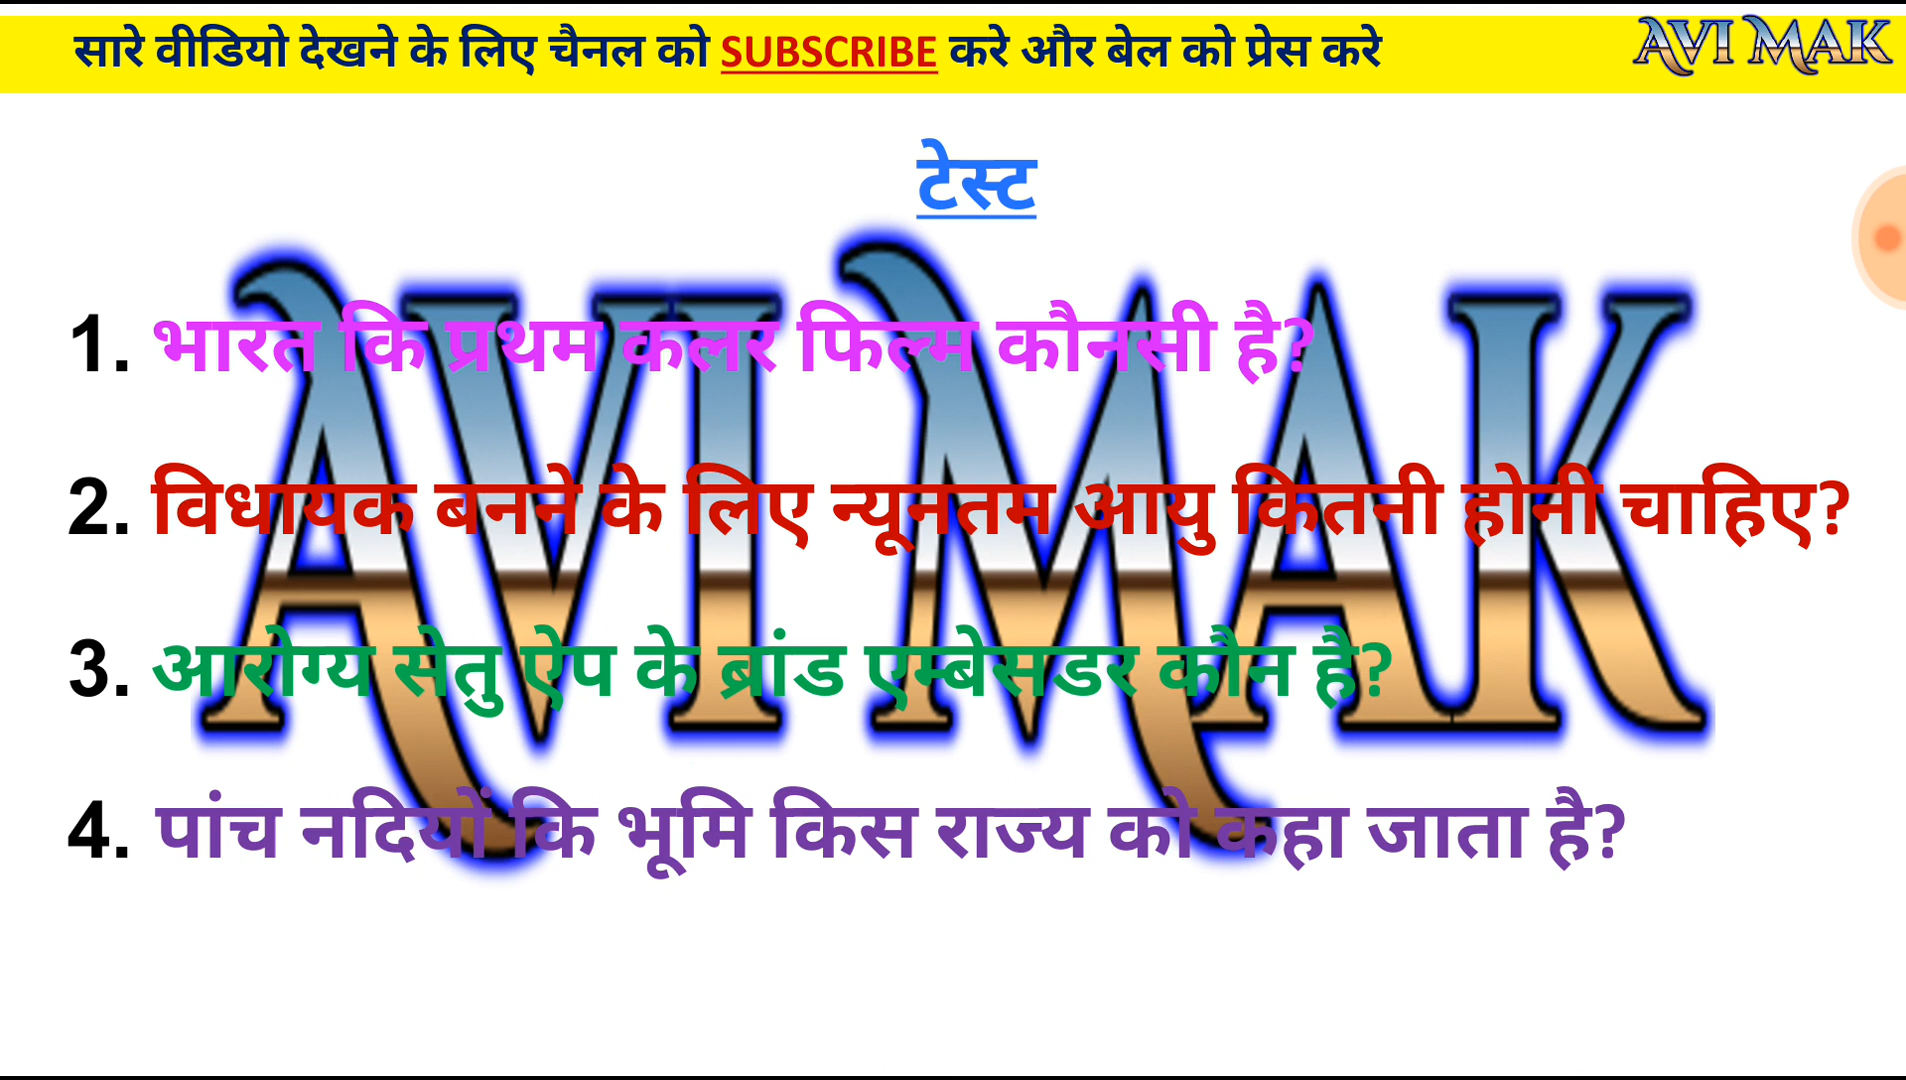 सारे वीडियो देखने के लिए चैनल को SUBSCRIBE करे और बेल को प्रेस करे AVI MAK
टेस्ट
AVI MAK
1. भारत कि प्रथम कलर फिल्म कौनसी है?
2. विधायक बनने के लिए न्यूनतम आयु कितनी होनी चाहिए?
3. आरोग्य सेतु ऐप के ब्रांड एम्बेसडर कौन है?
4. पांच नदियों कि भूमि किस राज्य को कहा जाता है?